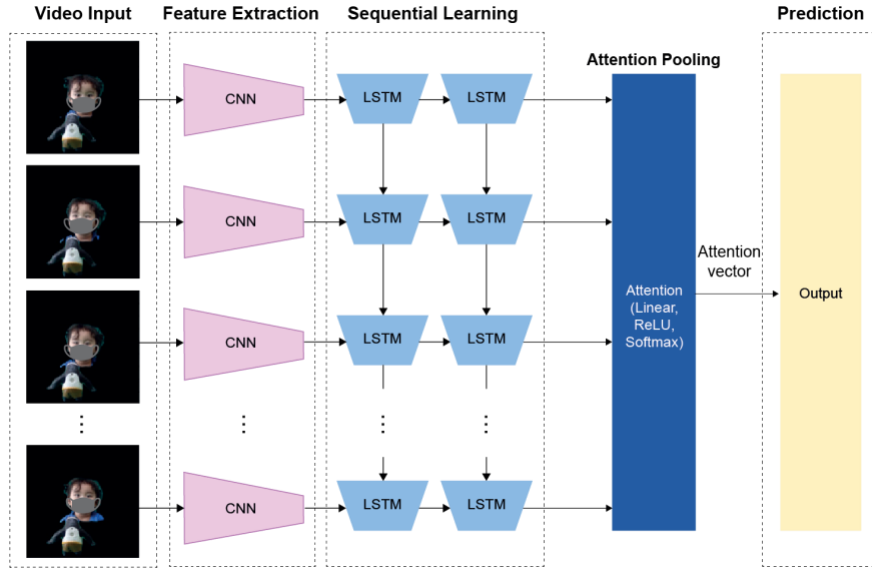 Video Input
Feature Extraction
Sequential Learning
Prediction
Attention Pooling
CNN
LSTM
LSTM
CNN
LSTM
LSTM
CNN
LSTM
LSTM
CNN
LSTM
LSTM
Attention
(Linear,
ReLU,
Softmax)
Attention
vector
Output